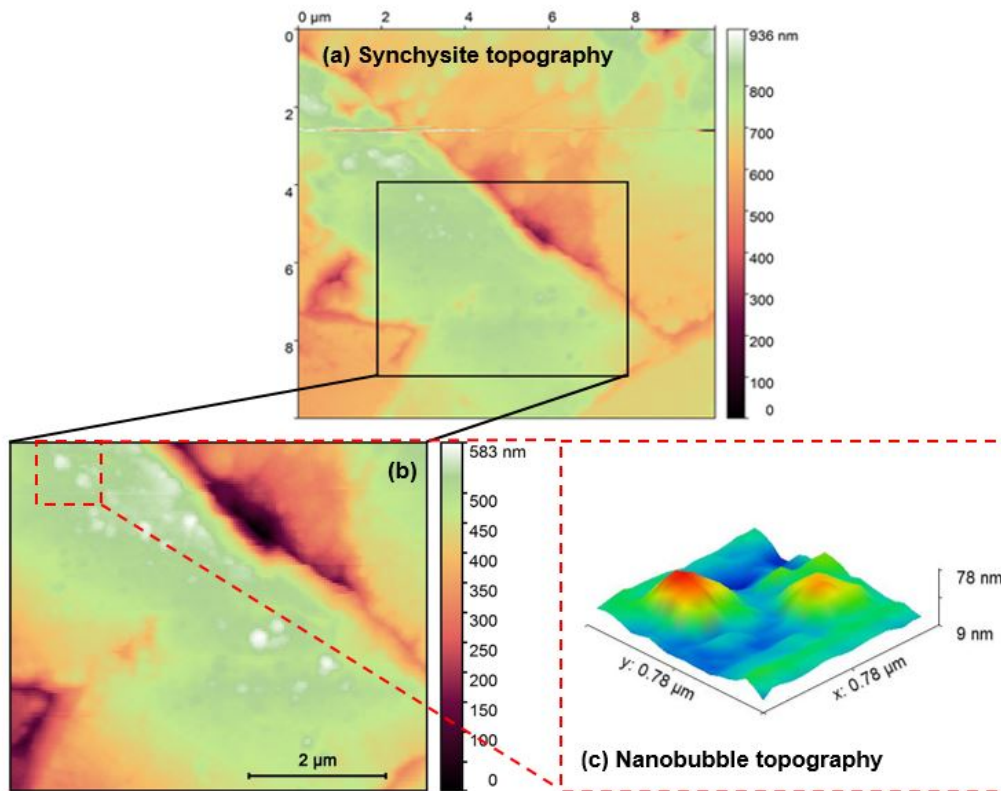 0 µm 2 4 6 8
0
2
4
6
8
(a) Synchysite topography
936 nm
800
700
600
500
400
300
200
100
0
(b)
2 µm
583 nm
500
450
400
350
300
250
200
150
100
50
0
78 nm
9 nm
y: 0.78 µm
x: 0.78 µm
(c) Nanobubble topography